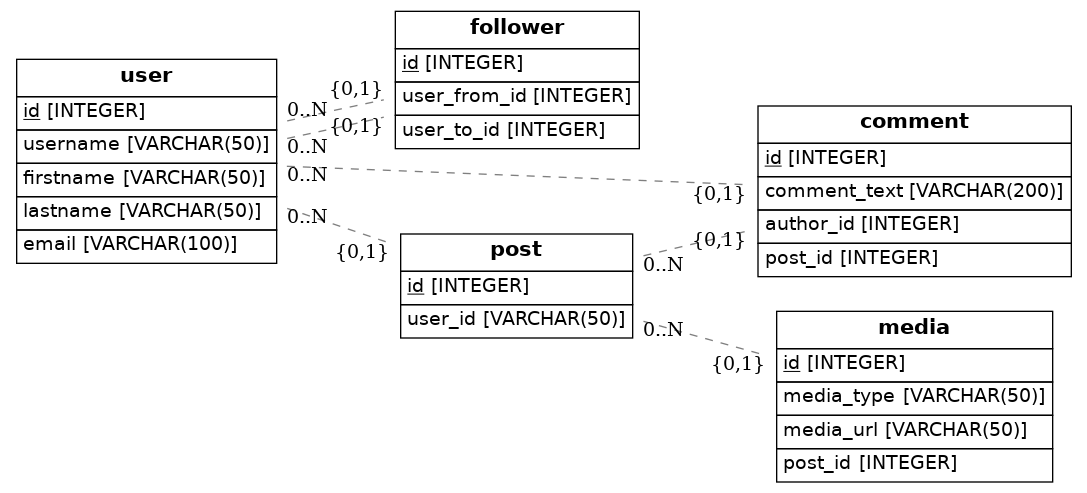 user
id [INTEGER]
username [VARCHAR(50)]
firstname [VARCHAR(50)]
lastname [VARCHAR(50)]
email [VARCHAR(100)]
follower
id [INTEGER]
user_from_id [INTEGER]
user_to_id [INTEGER]
{0,1}
0..N
{0,1}
0..N
0..N
{0,1}
0..N
{0,1}
post
id [INTEGER]
user_id [VARCHAR(50)]
comment
id [INTEGER]
comment_text [VARCHAR(200)]
author_id [INTEGER]
post_id [INTEGER]
{0,1}
0..N
0..N
{0,1}
media
id [INTEGER]
media_type [VARCHAR(50)]
media_url [VARCHAR(50)]
post_id [INTEGER]